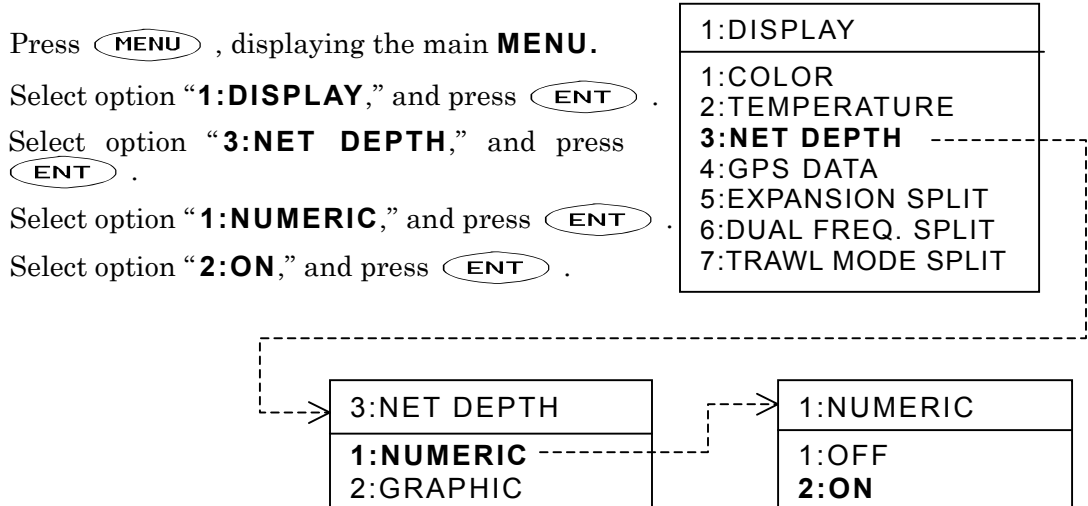 Press MENU , displaying the main MENU.
Select option “1:DISPLAY,” and press ENT .
Select option “3:NET DEPTH,” and press
ENT .
Select option “1:NUMERIC,” and press ENT .
Select option “2:ON,” and press ENT .
1:DISPLAY
1:COLOR
2:TEMPERATURE
3:NET DEPTH
4:GPS DATA
5:EXPANSION SPLIT
6:DUAL FREQ. SPLIT
7:TRAWL MODE SPLIT
3:NET DEPTH
1:NUMERIC
2:GRAPHIC
1:NUMERIC
1:OFF
2:ON